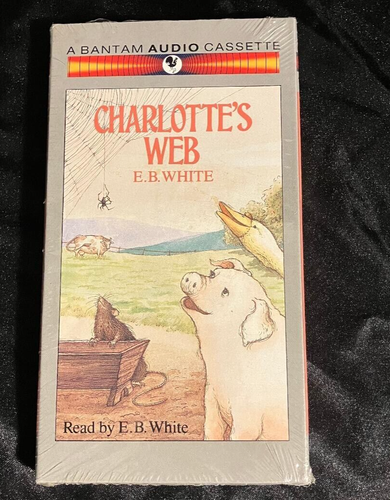 A BANTAM AUDIO CASSETTE
CHARLOTTE'S
WEB
E.B. WHITE
Read by E.B. White